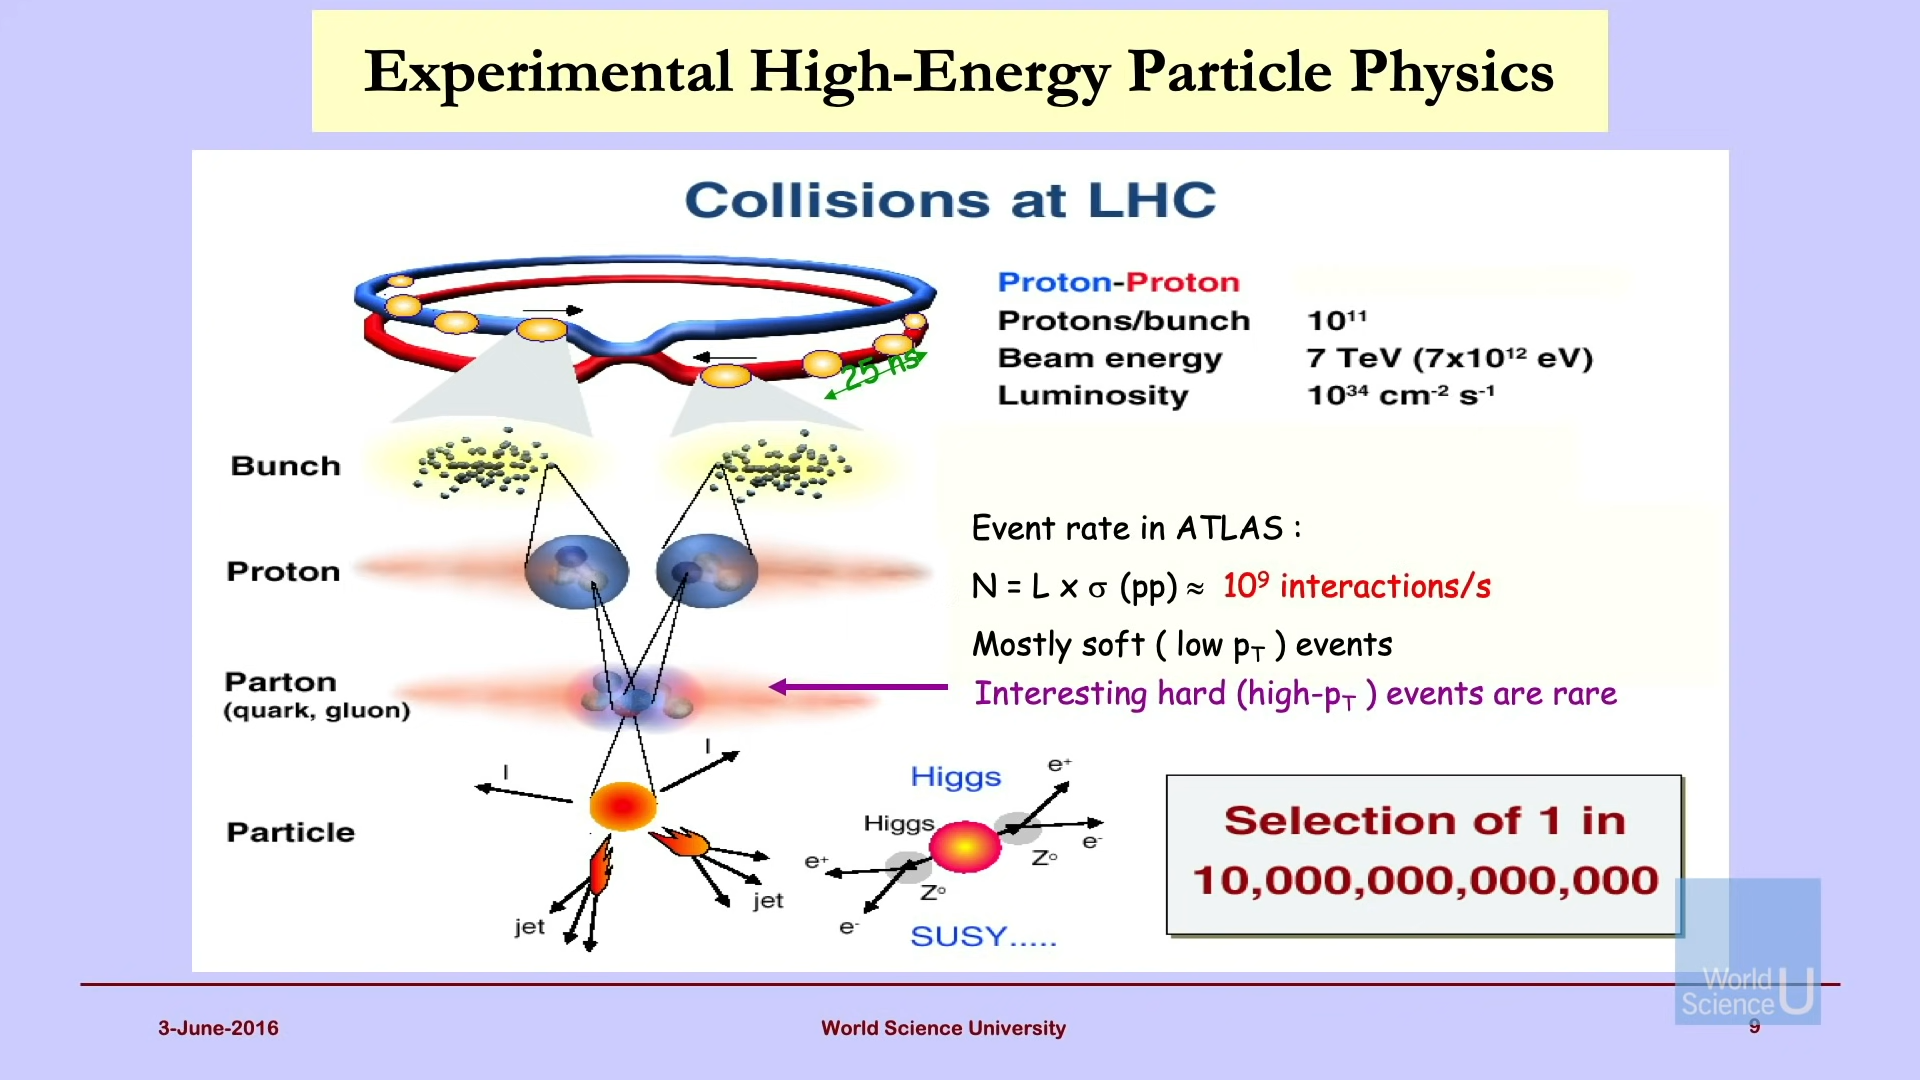 Experimental High-Energy Particle Physics
Collisions at LHC
25 ns
Proton-Proton
Protons/bunch 10¹¹
Beam energy 7 TeV (7x10¹² eV)
Luminosity 10³⁴ cm⁻² s⁻¹
Bunch
Proton
Parton
(quark, gluon)
Particle
Event rate in ATLAS :
N = L x σ (pp) ≈ 10⁹ interactions/s
Mostly soft ( low pT ) events
Interesting hard (high-pT ) events are rare
l
l
jet
jet
Higgs
Higgs
e⁺
e⁻
Z⁰
e⁺
Z⁰
e⁻
SUSY.....
Selection of 1 in
10,000,000,000,000
World
Science U
3-June-2016
World Science University
9